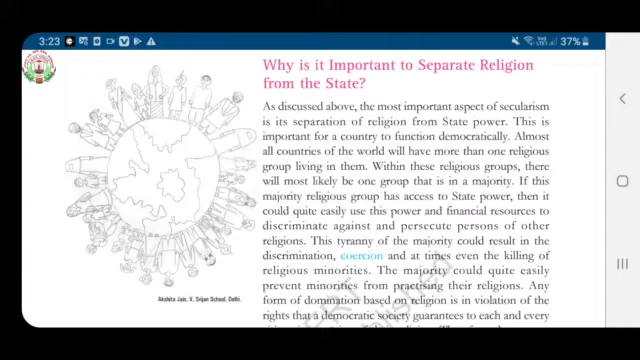 3:23
VoLTE1
37%
Why is it Important to Separate Religion
from the State?
As discussed above, the most important aspect of secularism
is its separation of religion from State power. This is
important for a country to function democratically. Almost
all countries of the world will have more than one religious
group living in them. Within these religious groups, there
will most likely be one group that is in a majority. If this
majority religious group has access to State power, then it
could quite easily use this power and financial resources to
discriminate against and persecute persons of other
religions. This tyranny of the majority could result in the
discrimination, coercion and at times even the killing of
religious minorities. The majority could quite easily
prevent minorities from practising their religions. Any
form of domination based on religion is in violation of the
rights that a democratic society guarantees to each and every
Akshita Jain, V, Srijan School, Delhi.